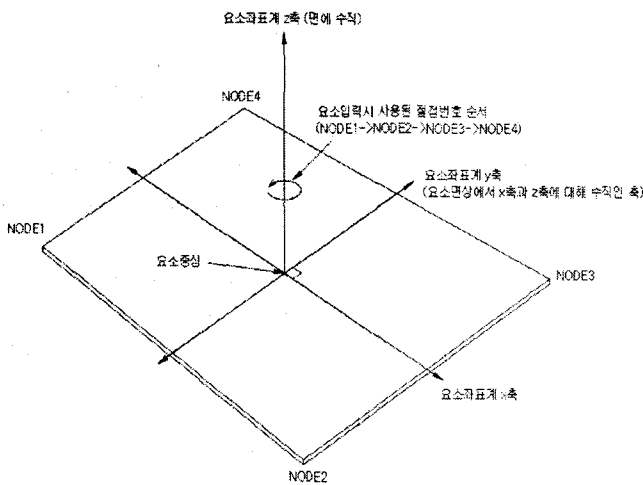 요소좌표계 z축 (면에 수직)
NODE4
요소입력시 사용된 절점번호 순서
(NODE1->NODE2->NODE3->NODE4)
요소좌표계 y축
(요소면상에서 x축과 z축에 대해 수직인 축)
NODE1
요소중심
NODE3
요소좌표계 x축
NODE2